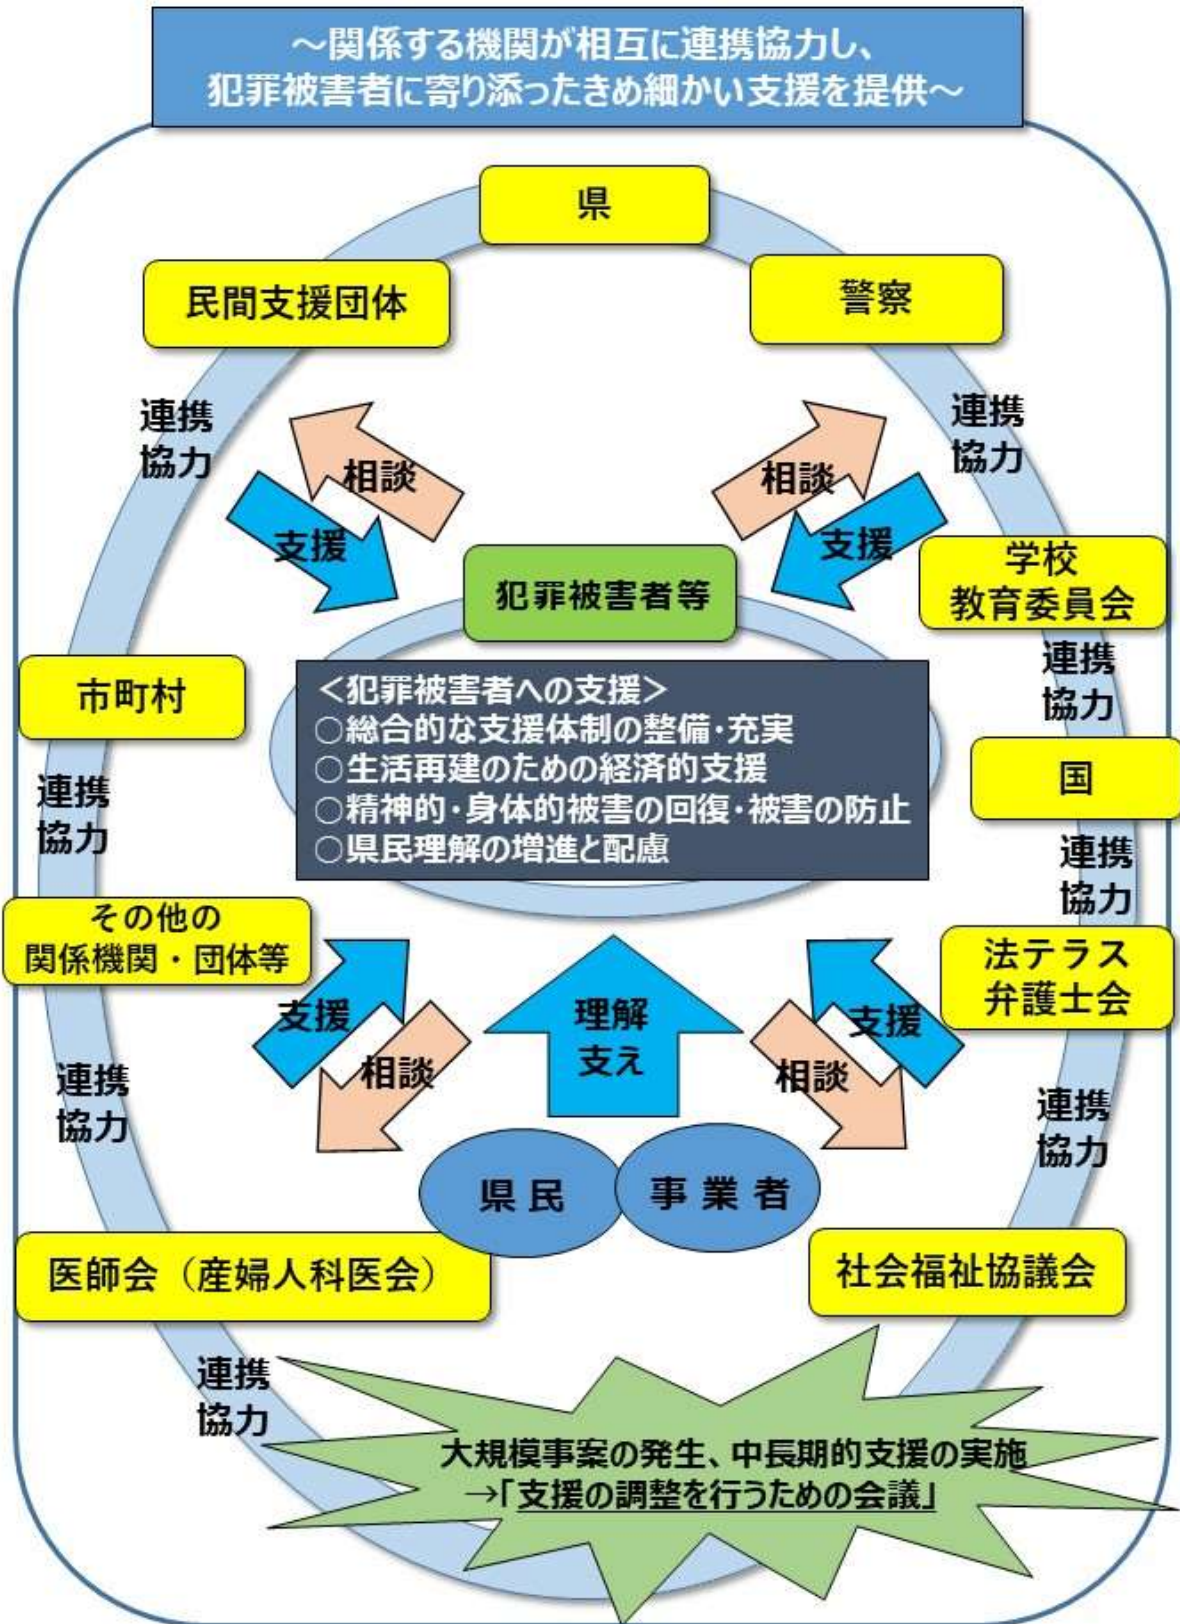 ～関係する機関が相互に連携協力し、
犯罪被害者に寄り添ったきめ細かい支援を提供～
県
民間支援団体
警察
連携
協力
連携
協力
相談
支援
相談
支援
学校
教育委員会
犯罪被害者等
市町村
連携
協力
＜犯罪被害者への支援＞
○総合的な支援体制の整備・充実
○生活再建のための経済的支援
○精神的・身体的被害の回復・被害の防止
○県民理解の増進と配慮
国
連携
協力
連携
協力
その他の
関係機関・団体等
法テラス
弁護士会
支援
相談
理解
支え
支援
相談
連携
協力
連携
協力
県民
事業者
医師会（産婦人科医会）
社会福祉協議会
連携
協力
大規模事案の発生、中長期的支援の実施
→「支援の調整を行うための会議」